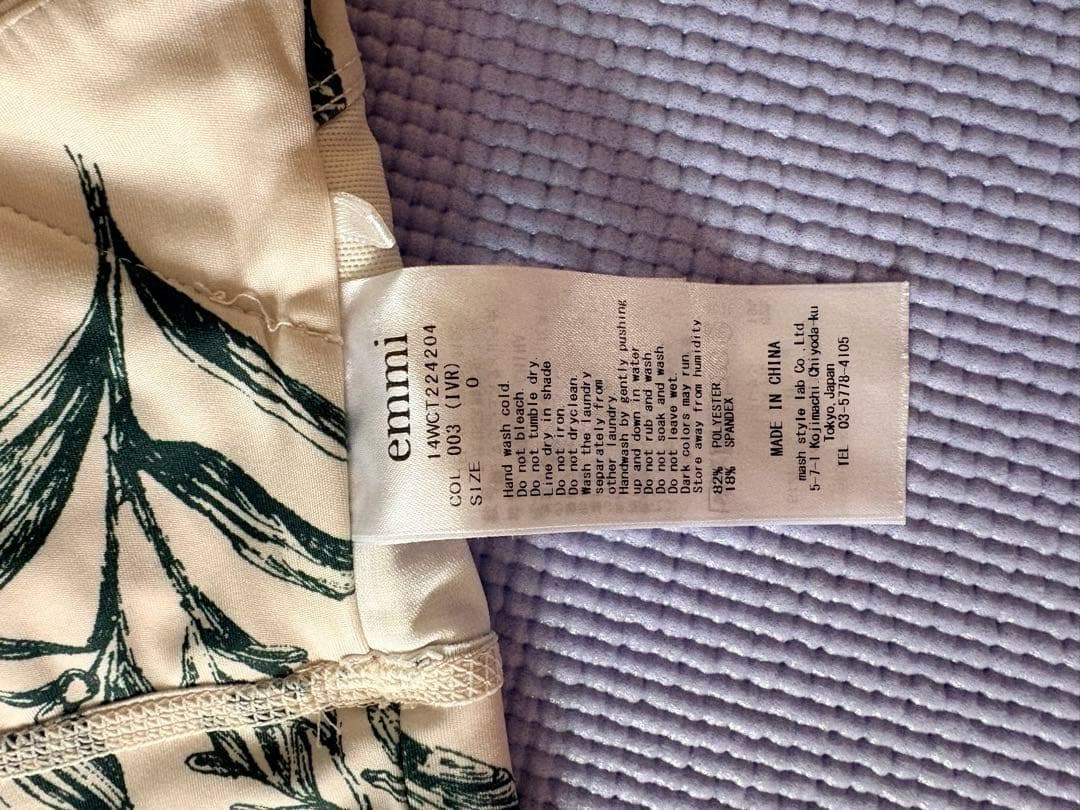 emmi
14WCT224204
COL 003 (IVR)
SIZE 0
Hand wash cold.
Do not bleach.
Do not tumble dry.
Line dry in shade
Do not iron.
Do not dryclean.
Wash the laundry
separately from
other laundry.
Handwash by gently pushing
up and down in water
Do not rub and wash
Do not soak and wash.
Do not leave wet.
Dark colors may run.
Store away from humidity
82% POLYESTER
18% SPANDEX
MADE IN CHINA
mash style lab Co., Ltd
5-7-1 Kojimachi Chiyoda-ku
Tokyo, Japan
TEL 03-5778-4105